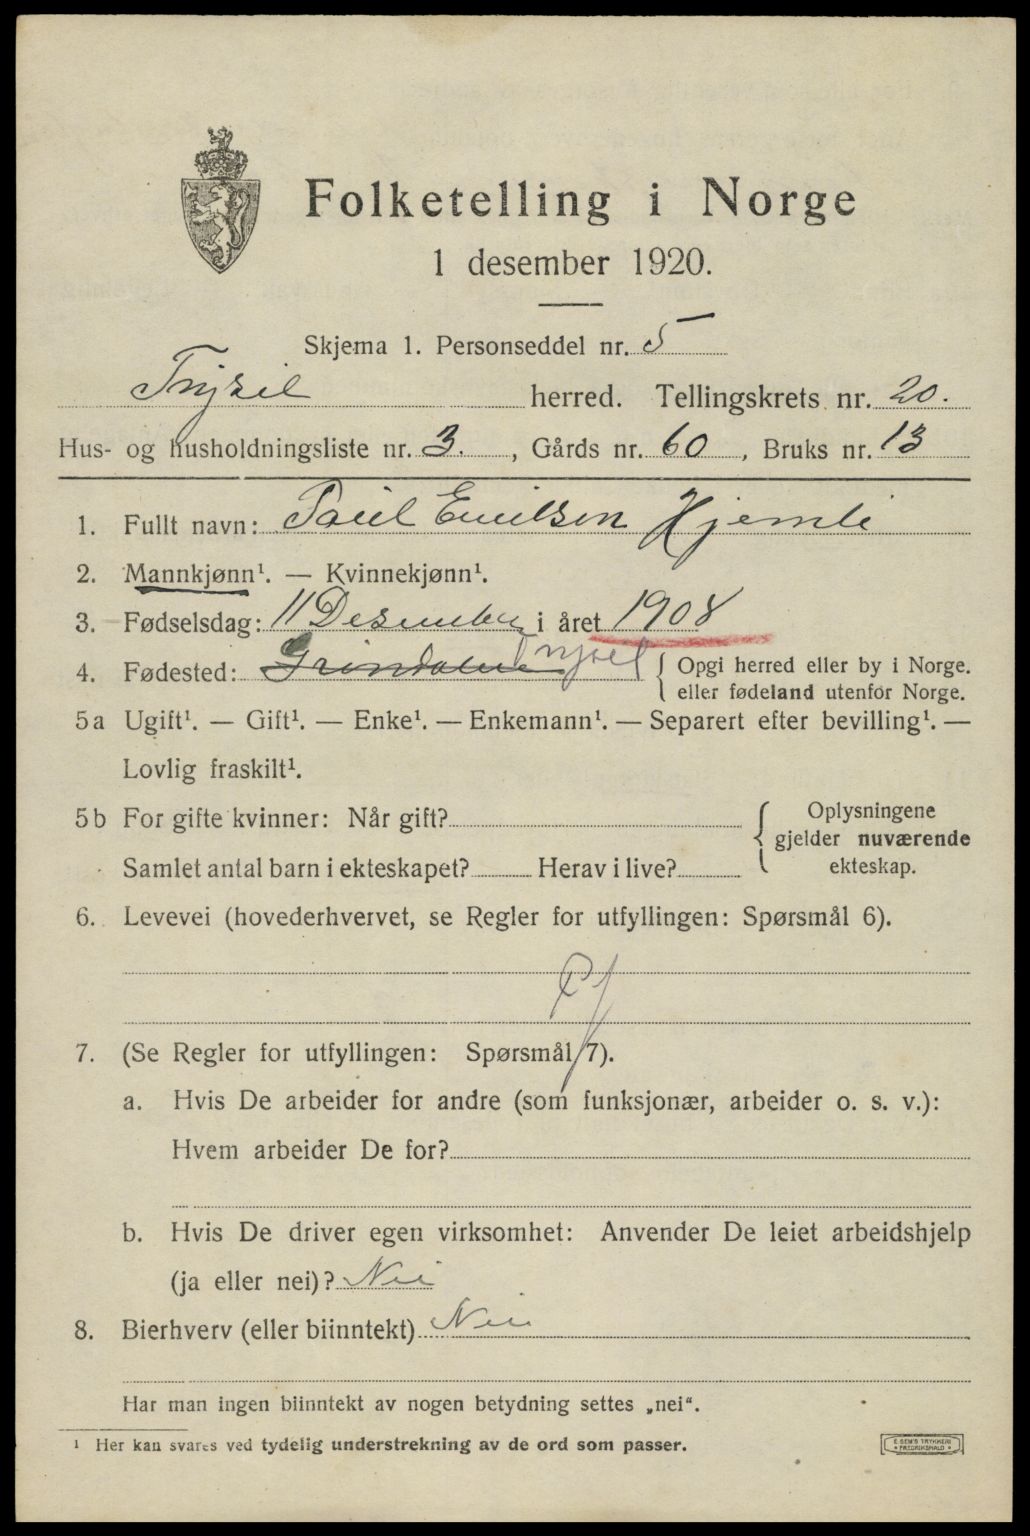 Folketelling i Norge
1 desember 1920.
Skjema 1. Personseddel nr. 5
Trysil herred. Tellingskrets nr. 20.
Hus- og husholdningsliste nr. 3., Gårds nr. 60, Bruks nr. 13
1. Fullt navn: Paul Emilsen Hjemli
2. Mannkjønn¹. — Kvinnekjønn¹.
3. Fødselsdag: 11 Desember i året 1908
4. Fødested: Trysil { Opgi herred eller by i Norge.
eller fødeland utenfor Norge.
5a Ugift¹. — Gift¹. — Enke¹. — Enkemann¹. — Separert efter bevilling¹. —
Lovlig fraskilt¹.
5b For gifte kvinner: Når gift? { Oplysningene
gjelder nuværende
ekteskap.
Samlet antal barn i ekteskapet? Herav i live?
6. Levevei (hovederhvervet, se Regler for utfyllingen: Spørsmål 6).
7. (Se Regler for utfyllingen: Spørsmål 7).
a. Hvis De arbeider for andre (som funksjonær, arbeider o. s. v.):
Hvem arbeider De for?
b. Hvis De driver egen virksomhet: Anvender De leiet arbeidshjelp
(ja eller nei)? Nei
8. Bierhverv (eller biinntekt) Nei
Har man ingen biinntekt av nogen betydning settes „nei“.
¹ Her kan svares ved tydelig understrekning av de ord som passer.
E. SEM'S TRYKKERI
FREDRIKSHALD